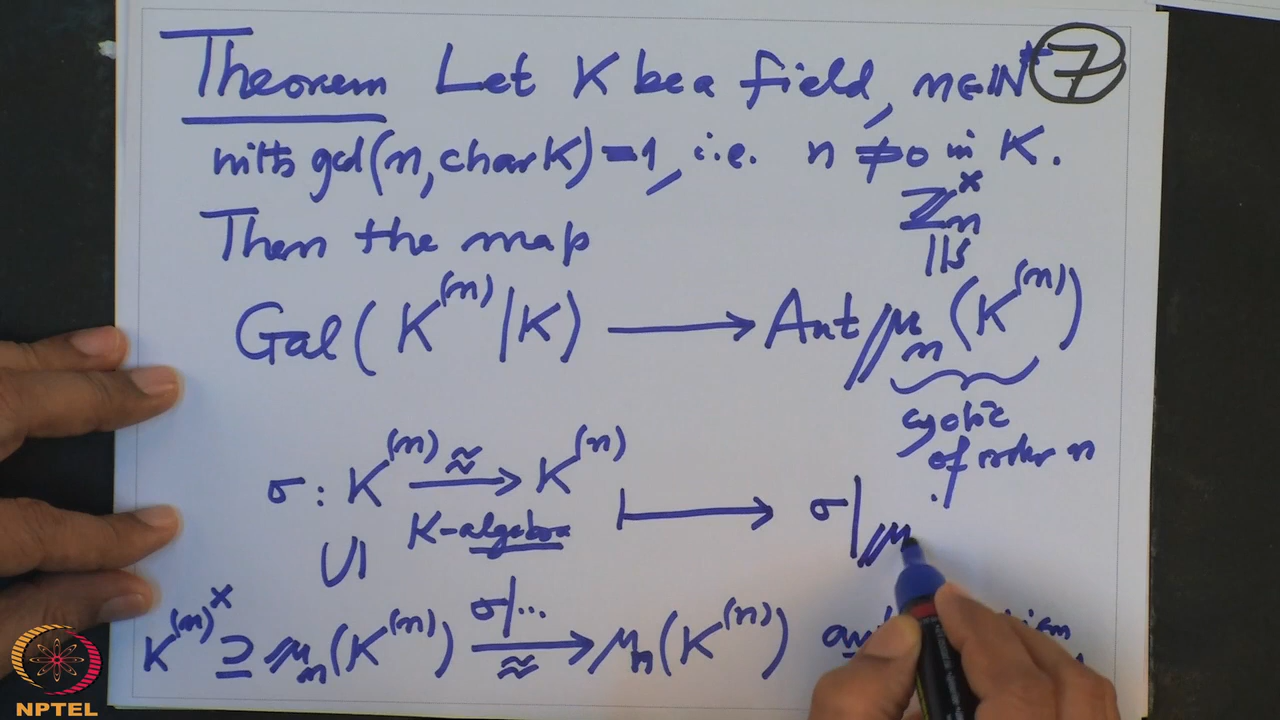 Theorem Let K be a field, n∈ℕ* 7
with gcd(n, char K) = 1, i.e. n ≠ 0 in K.
Then the map
ℤₙ^×
Gal(K^(n) | K) ⟶ Aut μₙ(K^(n))
cyclic
of order n
σ : K^(n) ≈⟶ K^(n) ⟼ σ|μ
K-algebra
∪|
K^(n)^× ⊇ μₙ(K^(n)) σ|... ≈⟶ μₙ(K^(n))
NPTEL